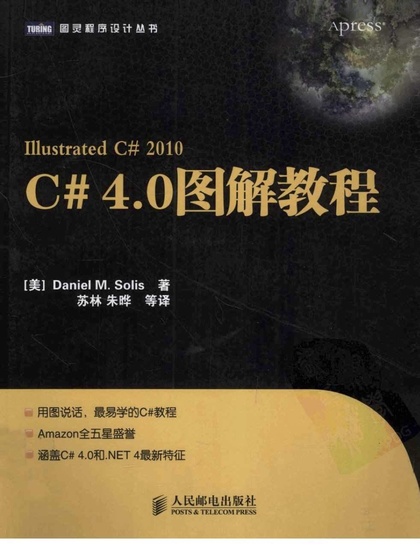 TURING 图灵程序设计丛书
Apress®
Illustrated C# 2010
C# 4.0图解教程
[美] Daniel M. Solis 著
苏林 朱晔 等译
用图说话，最易学的C#教程
Amazon全五星盛誉
涵盖C# 4.0和.NET 4最新特征
人民邮电出版社
POSTS & TELECOM PRESS